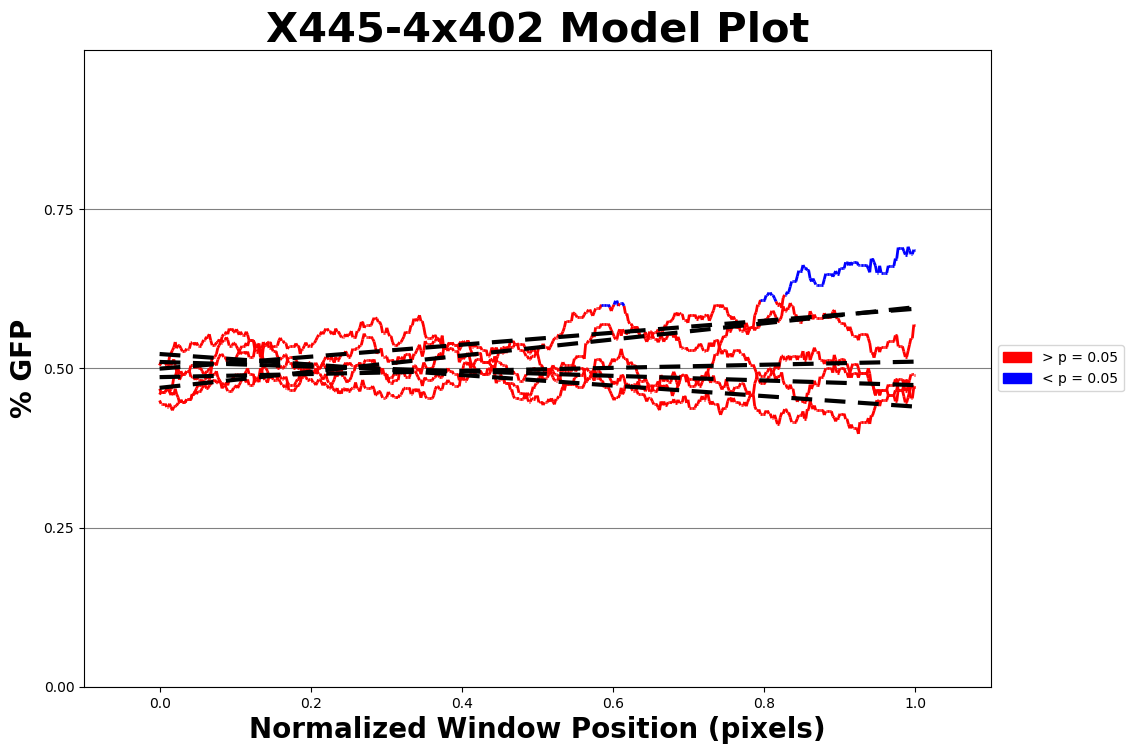 X445-4x402 Model Plot
% GFP
0.75
0.50
0.25
0.00
0.0 0.2 0.4 0.6 0.8 1.0
Normalized Window Position (pixels)
> p = 0.05
< p = 0.05